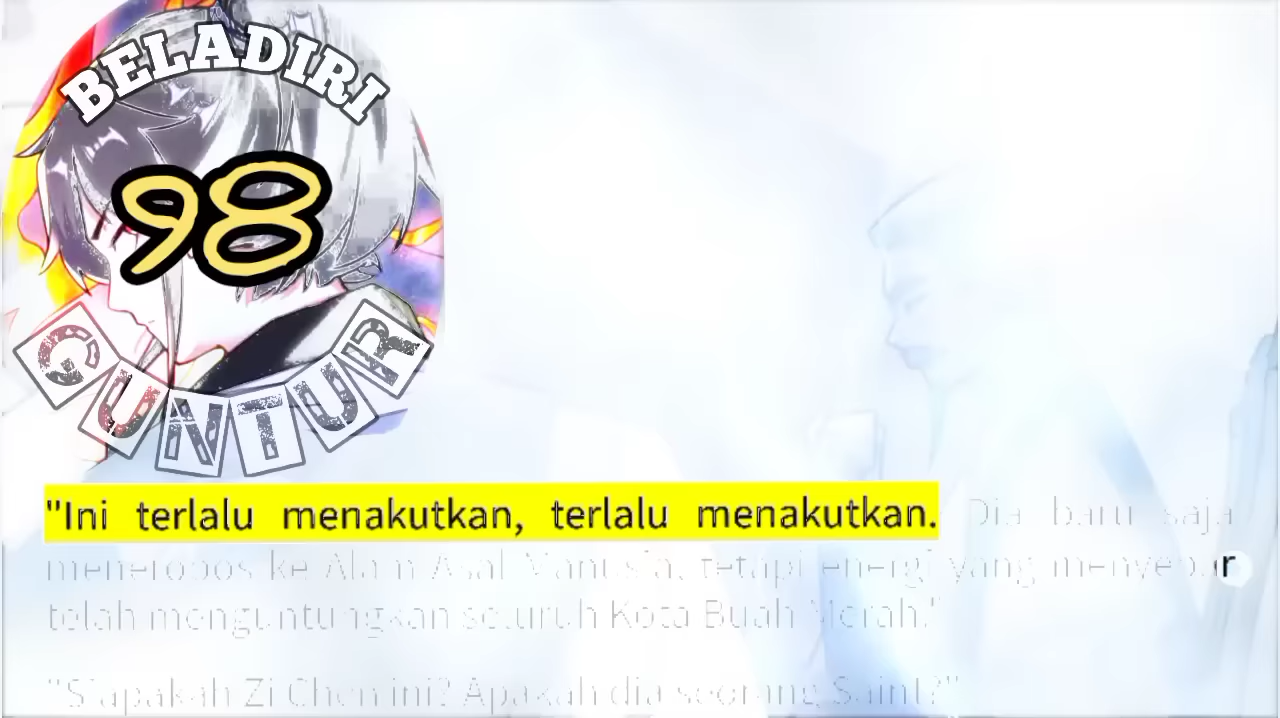 BELADIRI
98
GUNTUR
"Ini terlalu menakutkan, terlalu menakutkan. Dia baru saja
menerobos ke Alam Asal Manusia, tetapi energi yang menyebar
telah menguntungkan seluruh Kota Buah Merah."
"Siapakah Zi Chen ini? Apakah dia seorang Saint?"